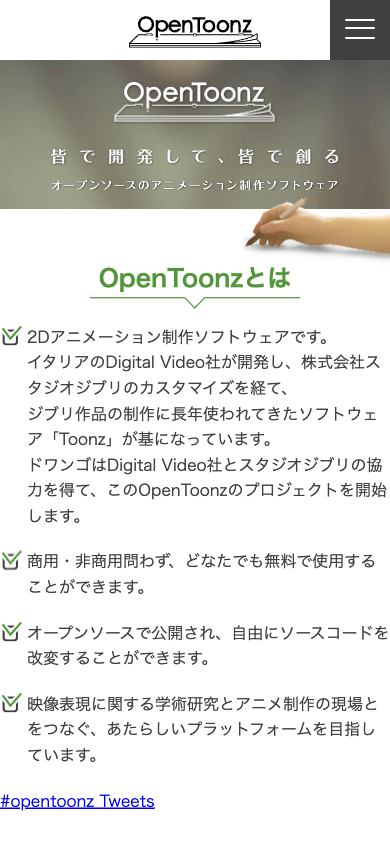 OpenToonz
OpenToonz
皆で開発して、皆で創る
オープンソースのアニメーション制作ソフトウェア
OpenToonzとは
2Dアニメーション制作ソフトウェアです。
イタリアのDigital Video社が開発し、株式会社ス
タジオジブリのカスタマイズを経て、
ジブリ作品の制作に長年使われてきたソフトウェ
ア「Toonz」が基になっています。
ドワンゴはDigital Video社とスタジオジブリの協
力を得て、このOpenToonzのプロジェクトを開始
します。
商用・非商用問わず、どなたでも無料で使用する
ことができます。
オープンソースで公開され、自由にソースコードを
改変することができます。
映像表現に関する学術研究とアニメ制作の現場と
をつなぐ、あたらしいプラットフォームを目指し
ています。
#opentoonz Tweets